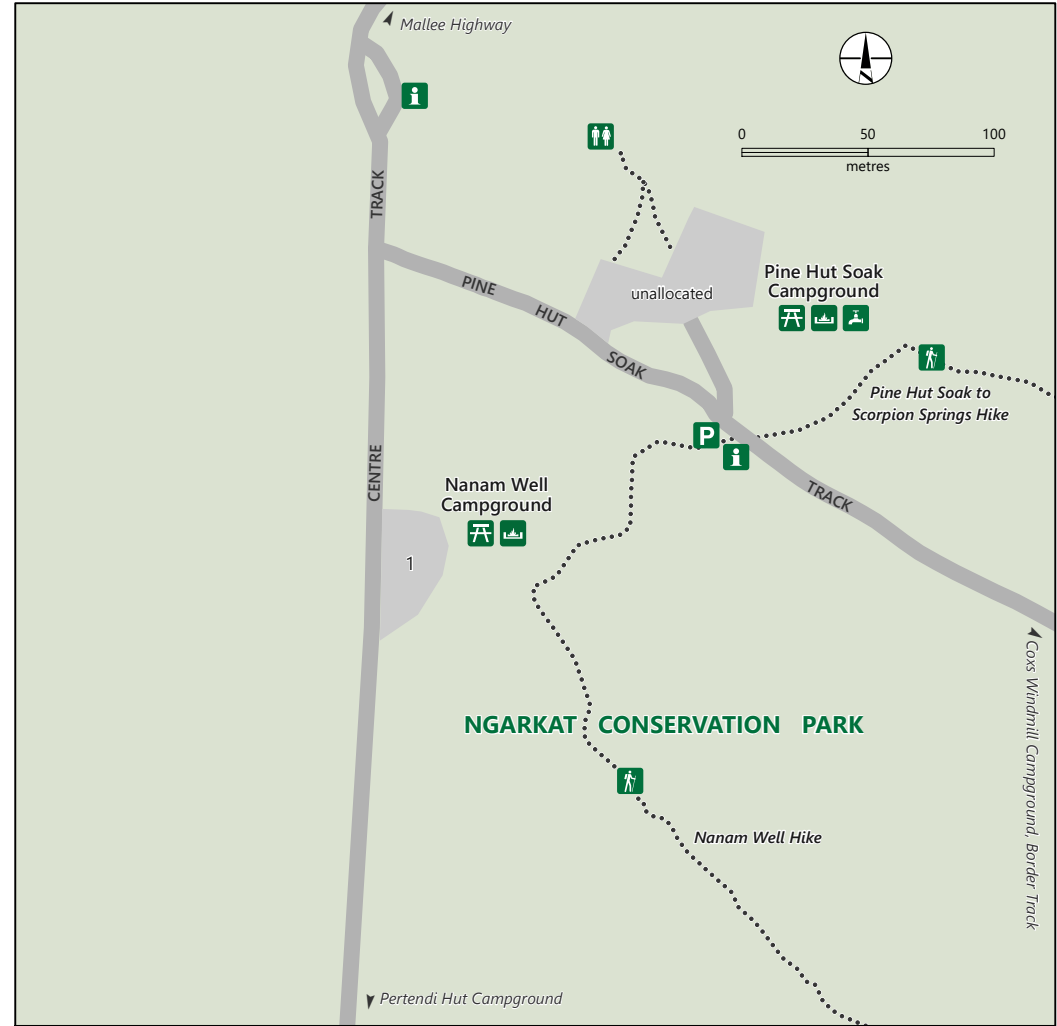 Mallee Highway
0 50 100
metres
TRACK
PINE HUT SOAK TRACK
unallocated
Pine Hut Soak
Campground
Pine Hut Soak to
Scorpion Springs Hike
P
CENTRE
Nanam Well
Campground
1
NGARKAT CONSERVATION PARK
Coxs Windmill Campground, Border Track
Nanam Well Hike
Pertendi Hut Campground